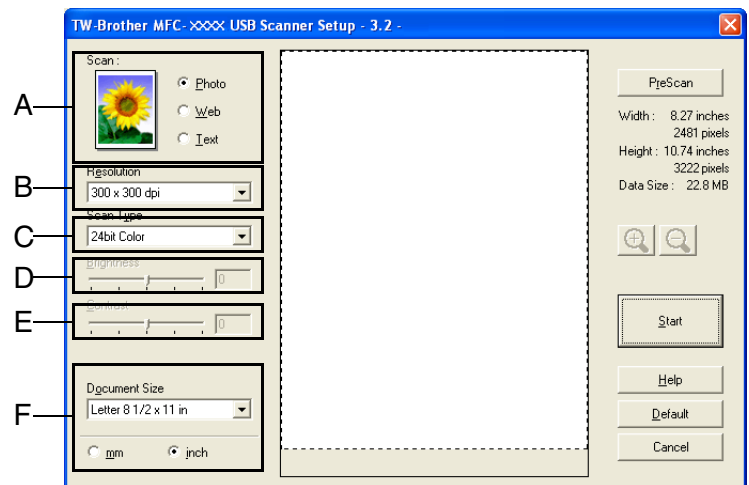 TW-Brother MFC-XXXX USB Scanner Setup - 3.2 -
A
Scan :
Photo
Web
Text
B
Resolution
300 x 300 dpi
C
Scan Type
24bit Color
D
Brightness
0
E
Contrast
0
F
Document Size
Letter 8 1/2 x 11 in
mm
inch
PreScan
Width : 8.27 inches
2481 pixels
Height : 10.74 inches
3222 pixels
Data Size : 22.8 MB
Start
Help
Default
Cancel